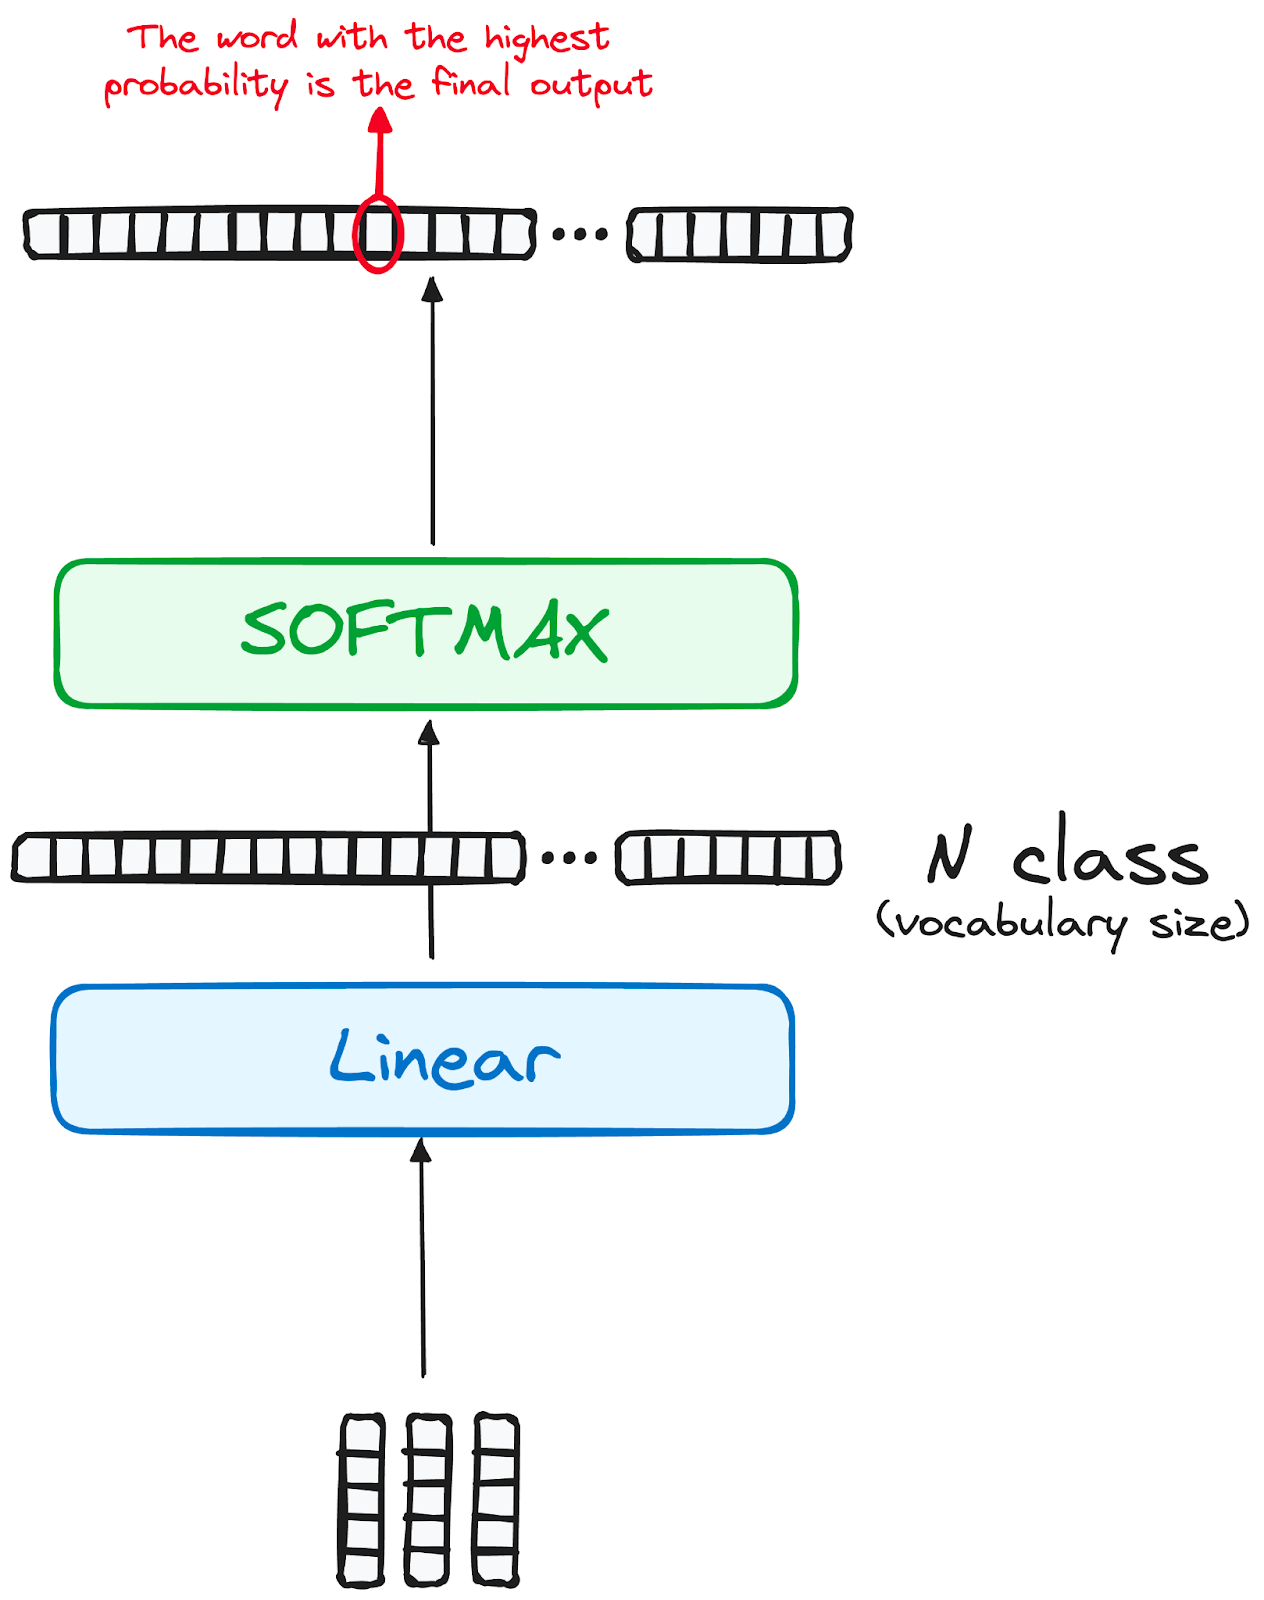 The word with the highest
probability is the final output
SOFTMAX
N class
(vocabulary size)
Linear